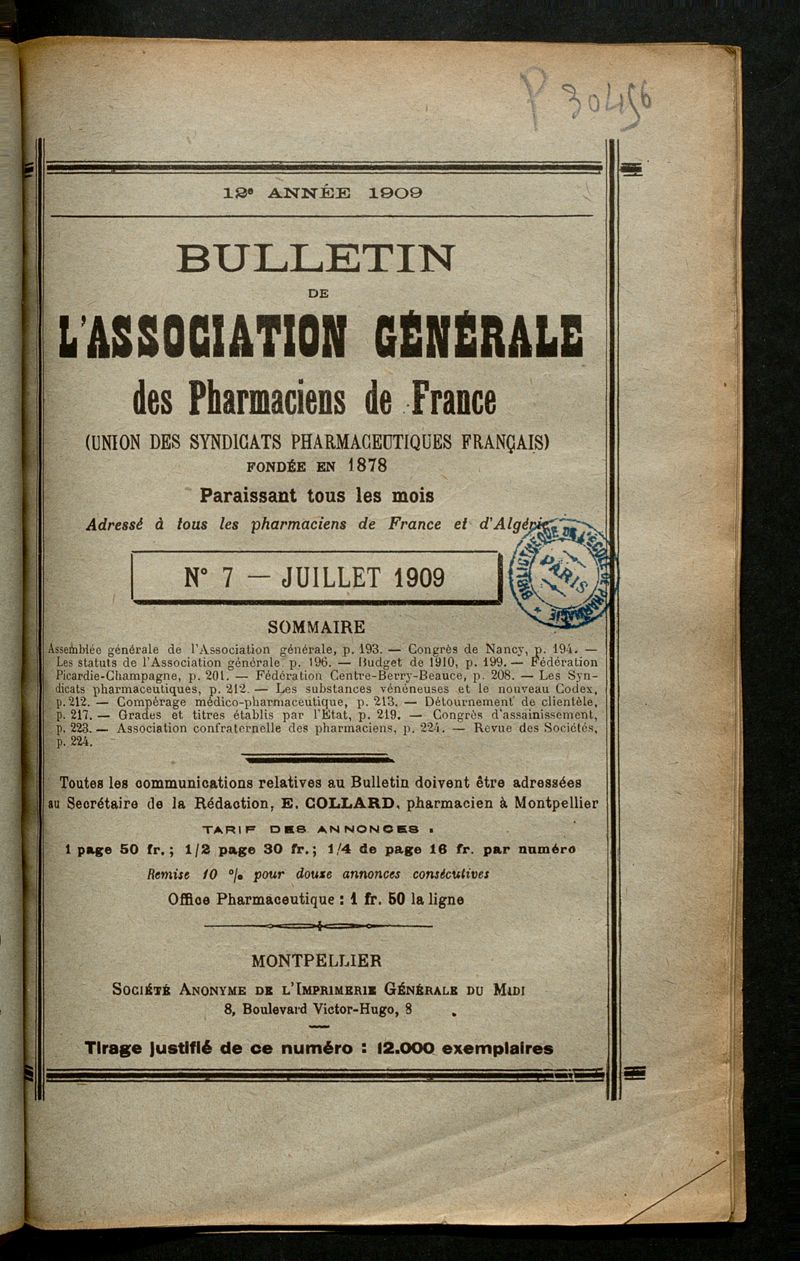 P 30456
12e ANNÉE 1909
BULLETIN
DE
L'ASSOCIATION GÉNÉRALE
des Pharmaciens de France
(UNION DES SYNDICATS PHARMACEUTIQUES FRANÇAIS)
FONDÉE EN 1878
Paraissant tous les mois
Adressé à tous les pharmaciens de France et d'Algérie
BIBLIOTHÈQUE DE L'ÉCOLE DE PHARMACIE
PARIS
N° 7 — JUILLET 1909
SOMMAIRE
Assemblée générale de l'Association générale, p. 193. — Congrès de Nancy, p. 194. —
Les statuts de l'Association générale p. 196. — Budget de 1910, p. 199. — Fédération
Picardie-Champagne, p. 201. — Fédération Centre-Berry-Beauce, p. 208. — Les Syn-
dicats pharmaceutiques, p. 212. — Les substances vénéneuses et le nouveau Codex,
p. 212. — Compérage médico-pharmaceutique, p. 213. — Détournement de clientèle,
p. 217. — Grades et titres établis par l'État, p. 219. — Congrès d'assainissement,
p. 223. — Association confraternelle des pharmaciens, p. 224. — Revue des Sociétés,
p. 224.
Toutes les communications relatives au Bulletin doivent être adressées
au Secrétaire de la Rédaction, E. COLLARD, pharmacien à Montpellier
TARIF DES ANNONCES :
1 page 50 fr.; 1/2 page 30 fr.; 1/4 de page 16 fr. par numéro
Remise 10 % pour douze annonces consécutives
Office Pharmaceutique : 1 fr. 50 la ligne
MONTPELLIER
SOCIÉTÉ ANONYME DE L'IMPRIMERIE GÉNÉRALE DU MIDI
8, Boulevard Victor-Hugo, 8
Tirage justifié de ce numéro : 12.000 exemplaires